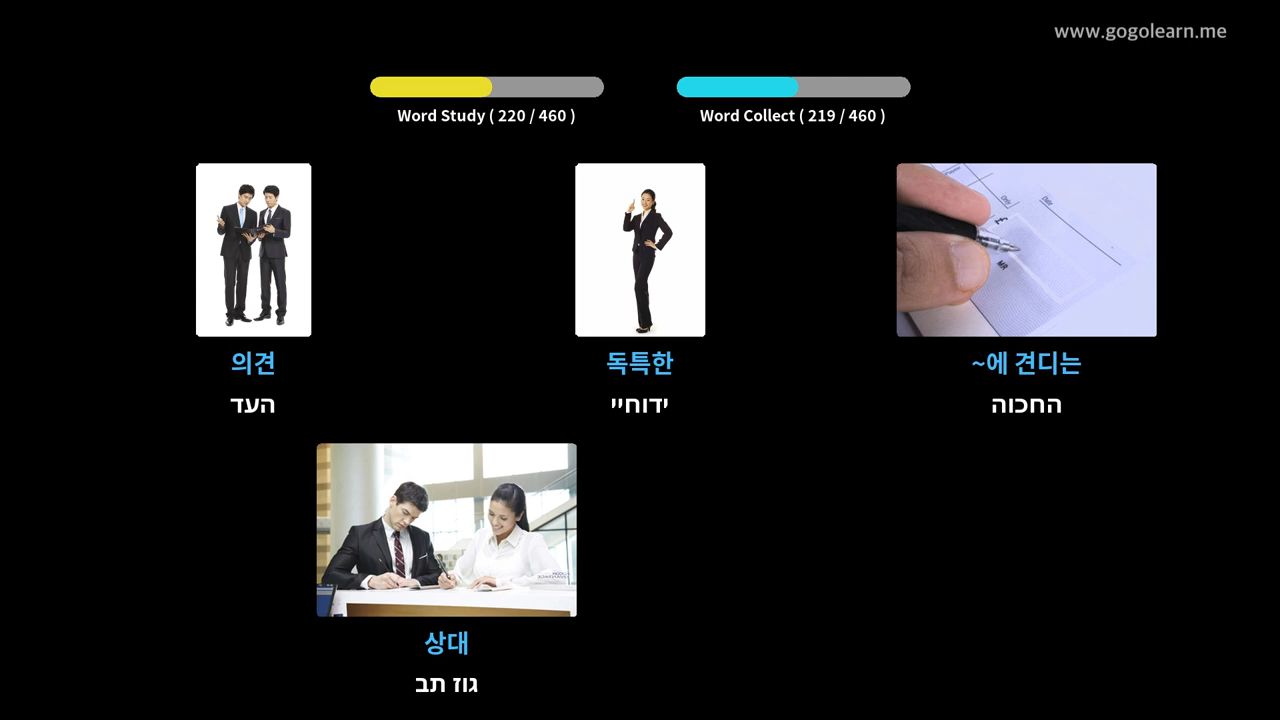 www.gogolearn.me
Word Study ( 220 / 460 )
Word Collect ( 219 / 460 )
의견
독특한
~에 견디는
העד
ידוחיי
החכוה
상대
גוז תב